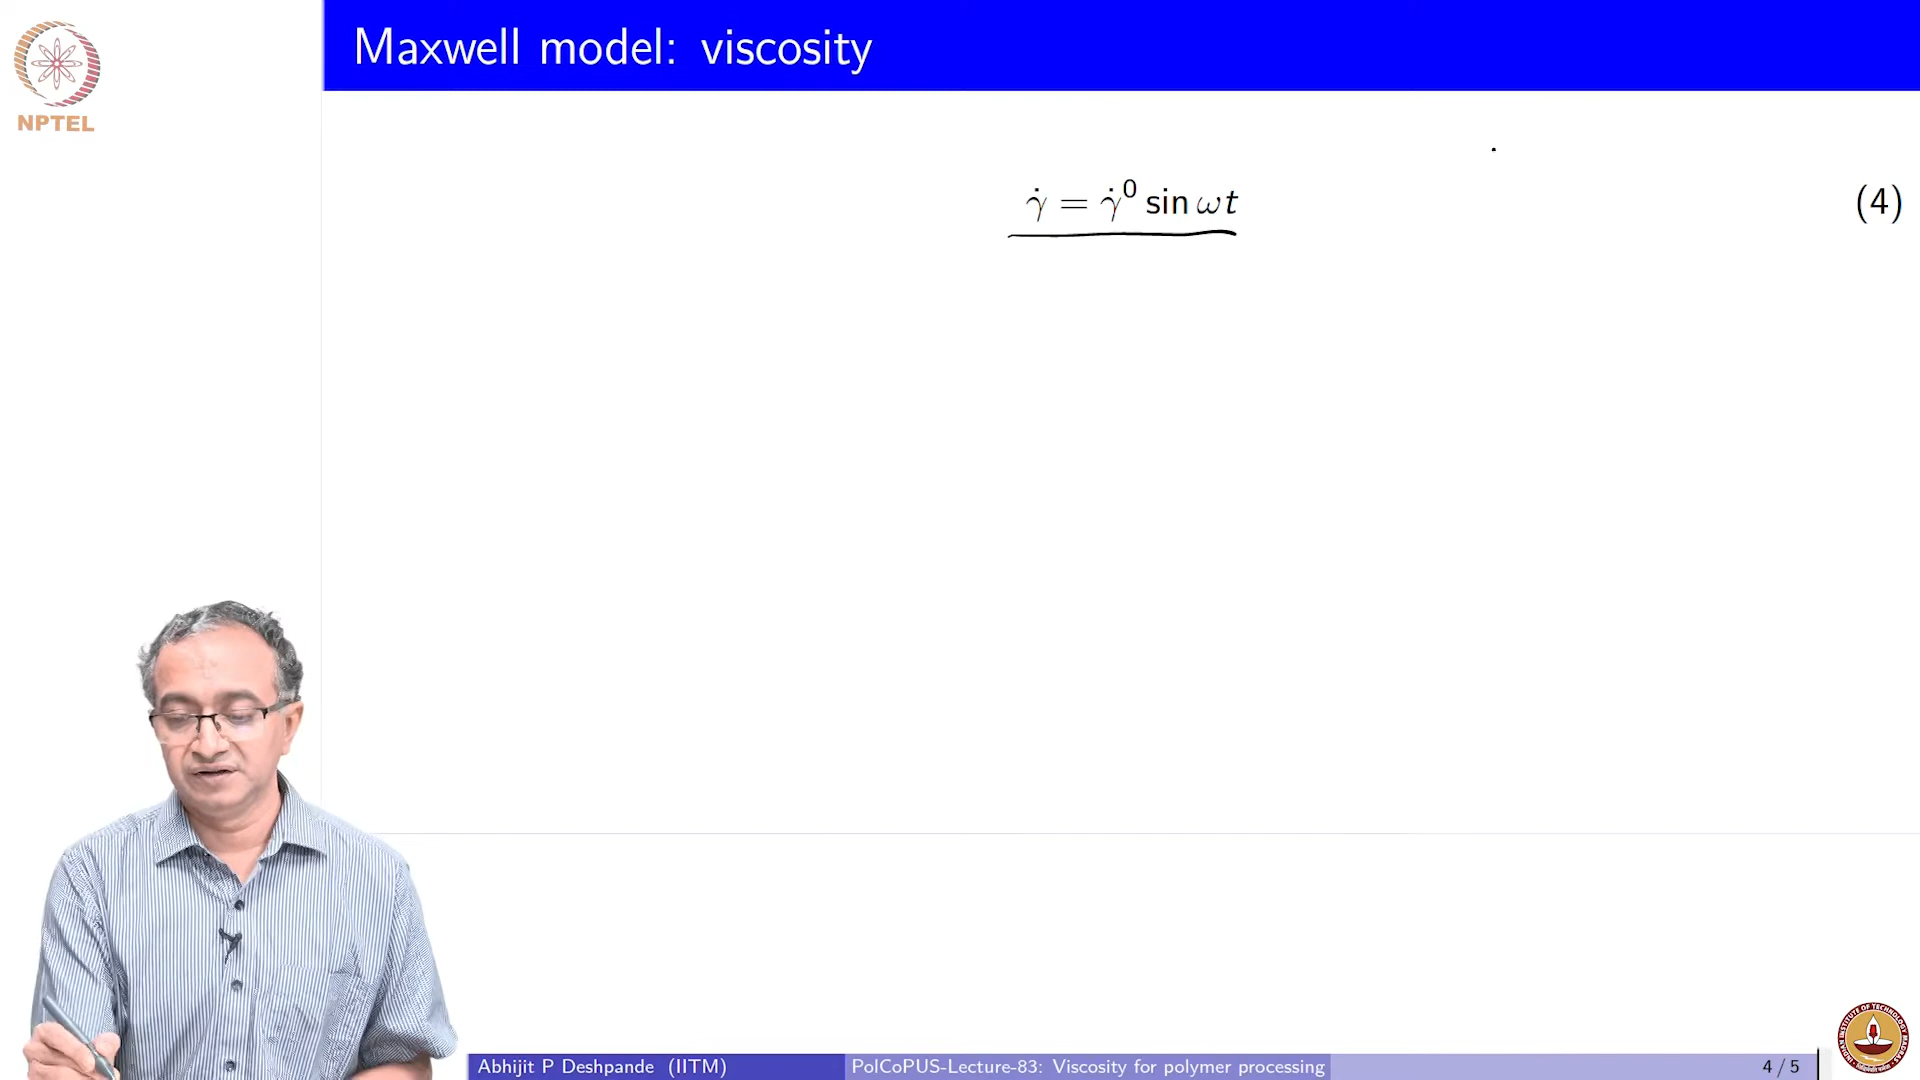 NPTEL
Maxwell model: viscosity
γ̇ = γ̇⁰ sin ωt
(4)
Abhijit P Deshpande (IITM)
PolCoPUS-Lecture-83: Viscosity for polymer processing
4 / 5